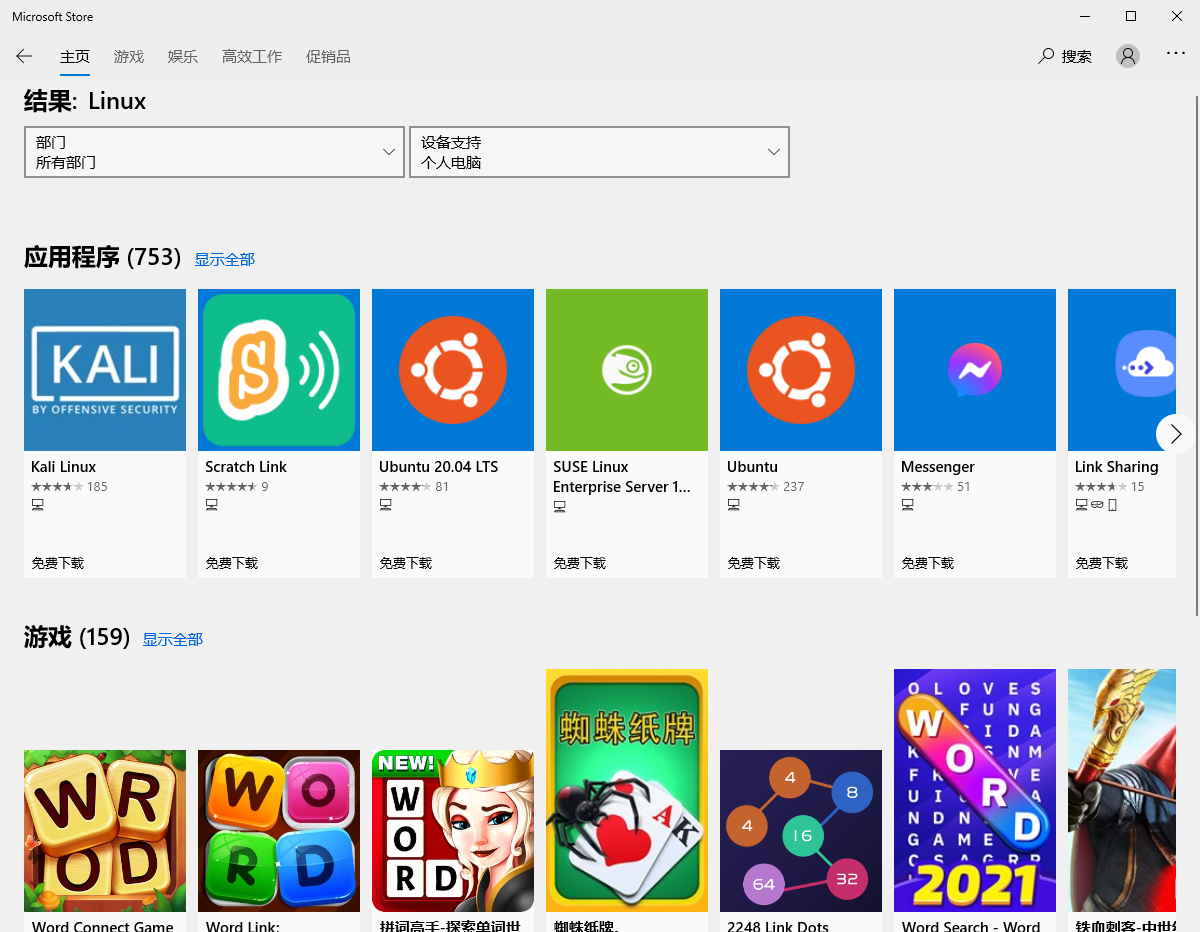 Microsoft Store
主页 游戏 娱乐 高效工作 促销品 搜索
结果: Linux
部门
所有部门
设备支持
个人电脑
应用程序 (753) 显示全部
KALI
BY OFFENSIVE SECURITY
S
Kali Linux
185
免费下载
Scratch Link
9
免费下载
Ubuntu 20.04 LTS
81
免费下载
SUSE Linux
Enterprise Server 1...
免费下载
Ubuntu
237
免费下载
Messenger
51
免费下载
Link Sharing
15
免费下载
游戏 (159) 显示全部
WR
OD
Word Connect Game
WO
RD
Word Link:
NEW!
W
O
RD
拼词高手-探索单词世
蜘蛛纸牌
A
K
蜘蛛纸牌。
4
8
4
16
64
32
2248 Link Dots
OLOVES
FUNG
WORD
2021
Word Search - Word
铁血刺客-中世纪